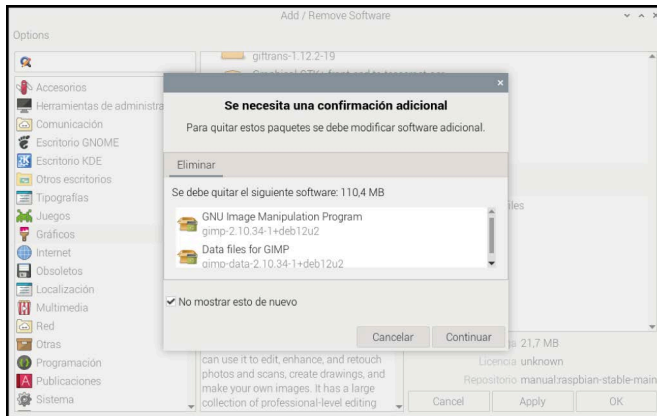 Add / Remove Software
Options
giftrans-1.12.2-19
Accesorios
Herramientas de administra
Comunicación
Escritorio GNOME
Escritorio KDE
Otros escritorios
Tipografías
Juegos
Gráficos
Internet
Obsoletos
Localización
Multimedia
Red
Otras
Programación
Publicaciones
Sistema
Se necesita una confirmación adicional
Para quitar estos paquetes se debe modificar software adicional.
Eliminar
Se debe quitar el siguiente software: 110,4 MB
GNU Image Manipulation Program
gimp-2.10.34-1+deb12u2
Data files for GIMP
gimp-data-2.10.34-1+deb12u2
No mostrar esto de nuevo
Cancelar
Continuar
files
can use it to edit, enhance, and retouch
photos and scans, create drawings, and
make your own images. It has a large
collection of professional-level editing
21,7 MB
Licencia unknown
Repositorio manual:raspbian-stable-main
Cancel
Apply
OK